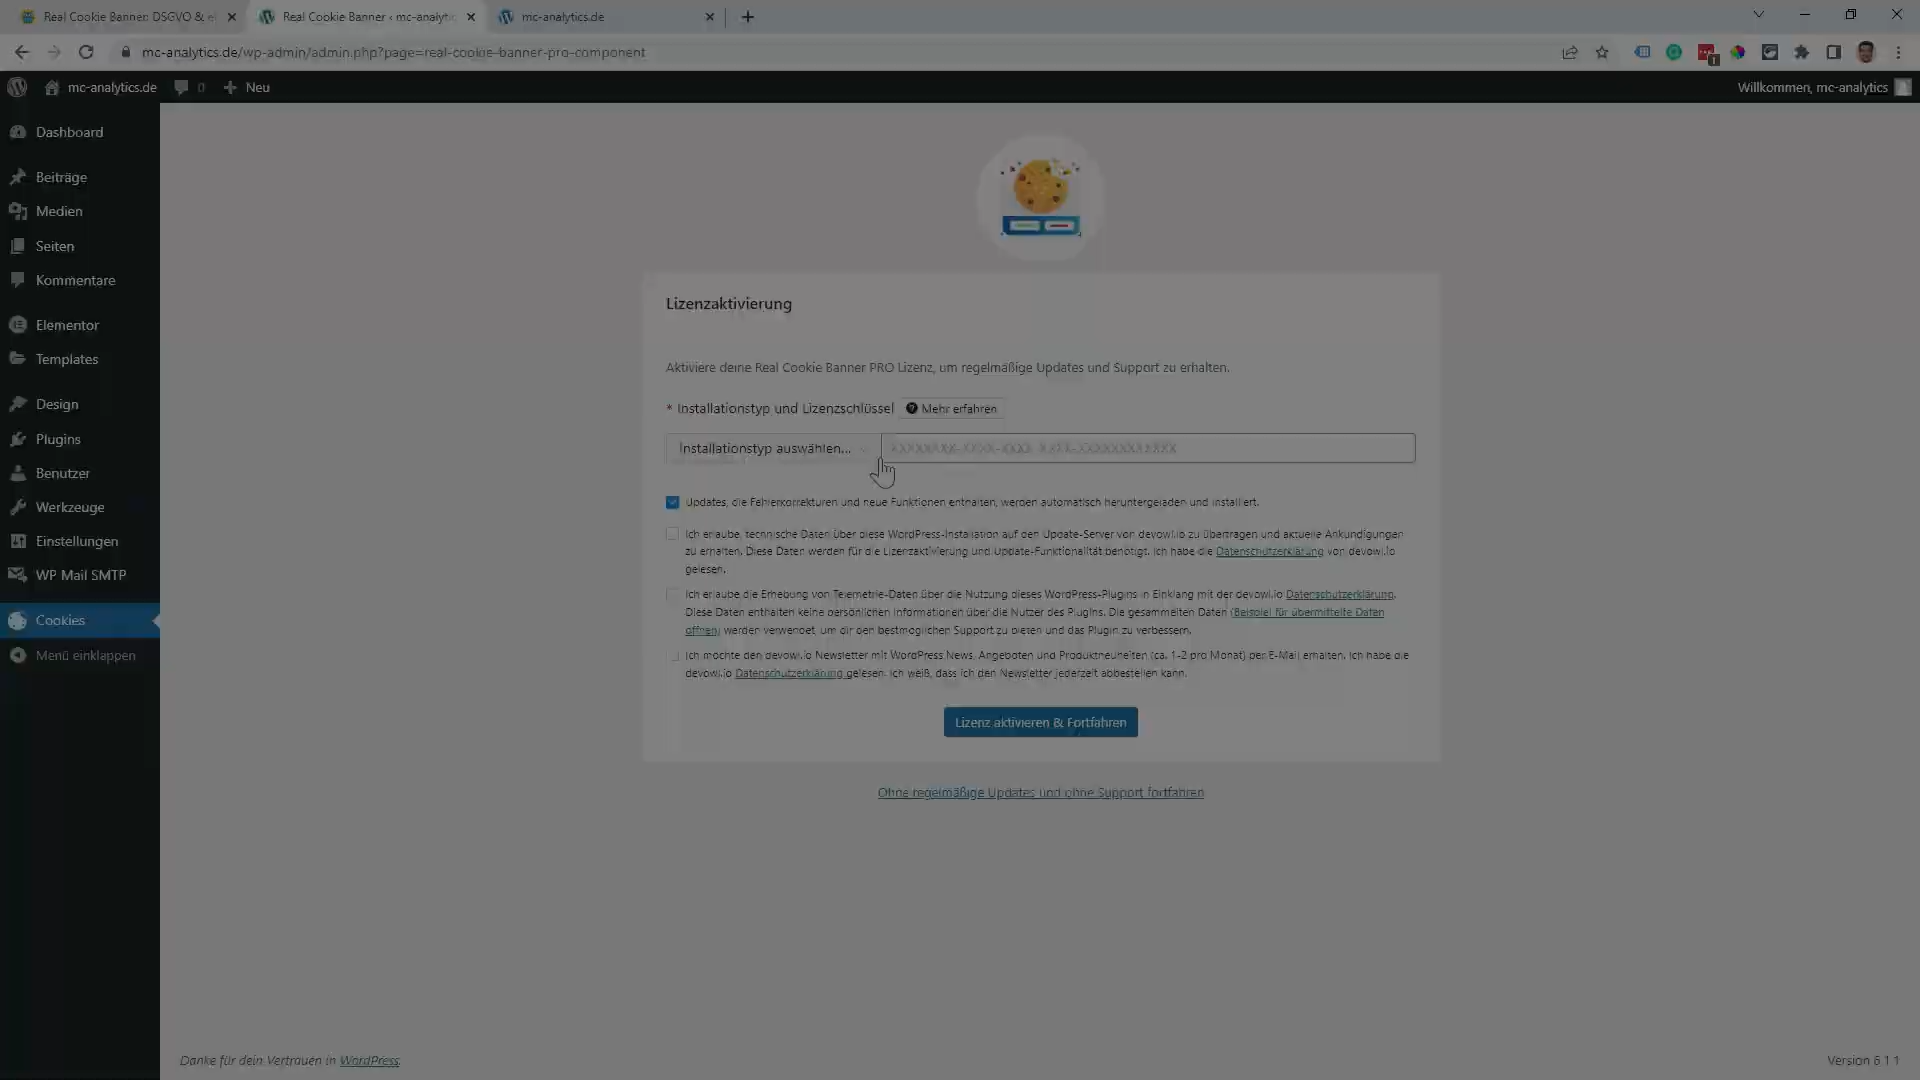 Real Cookie Banner: DSGVO & e
Real Cookie Banner ‹ mc-analytic
mc-analytics.de
mc-analytics.de/wp-admin/admin.php?page=real-cookie-banner-pro-component
mc-analytics.de
0
Neu
Willkommen, mc-analytics
Dashboard
Beiträge
Medien
Seiten
Kommentare
Elementor
Templates
Design
Plugins
Benutzer
Werkzeuge
Einstellungen
WP Mail SMTP
Cookies
Menü einklappen
Lizenzaktivierung
Aktiviere deine Real Cookie Banner PRO Lizenz, um regelmäßige Updates und Support zu erhalten.
* Installationstyp und Lizenzschlüssel
Mehr erfahren
Installationstyp auswählen...
XXXXXXXX-XXXX-XXXX-XXXX-XXXXXXXXXXXX
Updates, die Fehlerkorrekturen und neue Funktionen enthalten, werden automatisch heruntergeladen und installiert.
Ich erlaube, technische Daten über diese WordPress-Installation auf den Update-Server von devowl.io zu übertragen und aktuelle Ankündigungen
zu erhalten. Diese Daten werden für die Lizenzaktivierung und Update-Funktionalität benötigt. Ich habe die Datenschutzerklärung von devowl.io
gelesen.
Ich erlaube die Erhebung von Telemetrie-Daten über die Nutzung dieses WordPress-Plugins in Einklang mit der devowl.io Datenschutzerklärung.
Diese Daten enthalten keine persönlichen Informationen über die Nutzer des Plugins. Die gesammelten Daten (Beispiel für übermittelte Daten
öffnen) werden verwendet, um dir den bestmöglichen Support zu bieten und das Plugin zu verbessern.
Ich möchte den devowl.io Newsletter mit WordPress News, Angeboten und Produktneuheiten (ca. 1-2 pro Monat) per E-Mail erhalten. Ich habe die
devowl.io Datenschutzerklärung gelesen. Ich weiß, dass ich den Newsletter jederzeit abbestellen kann.
Lizenz aktivieren & Fortfahren
Ohne regelmäßige Updates und ohne Support fortfahren
Danke für dein Vertrauen in WordPress.
Version 6.1.1